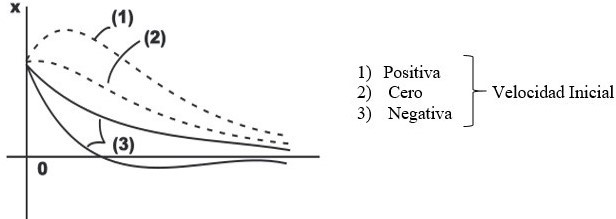 x
(1)
(2)
(3)
0
1) Positiva
2) Cero
3) Negativa
Velocidad Inicial